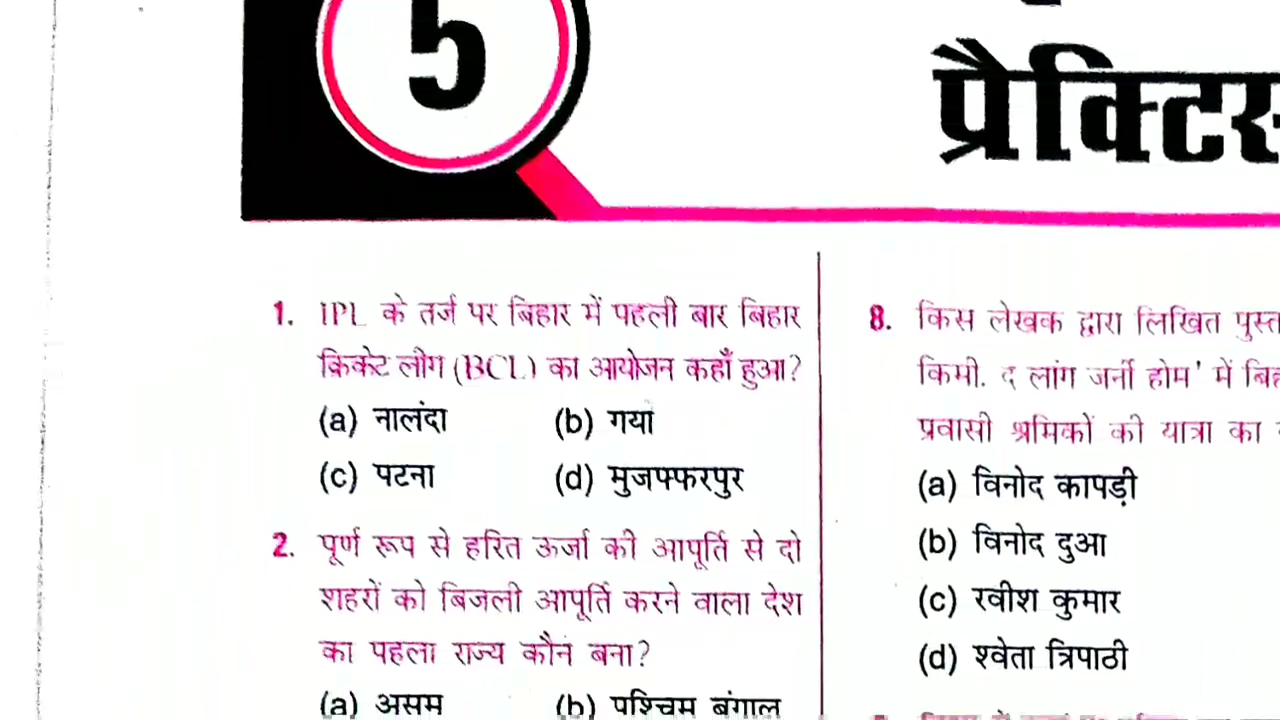 5
प्रैक्टिस
1. IPL के तर्ज पर बिहार में पहली बार बिहार
क्रिकेट लीग (BCL) का आयोजन कहाँ हुआ?
(a) नालंदा (b) गया
(c) पटना (d) मुजफ्फरपुर
2. पूर्ण रूप से हरित ऊर्जा की आपूर्ति से दो
शहरों को बिजली आपूर्ति करने वाला देश
का पहला राज्य कौन बना?
(a) असम (b) पश्चिम बंगाल
8. किस लेखक द्वारा लिखित
किमी. द लांग जर्नी होम' में
प्रवासी श्रमिकों की यात्रा का
(a) विनोद कापड़ी
(b) विनोद दुआ
(c) रवीश कुमार
(d) श्वेता त्रिपाठी